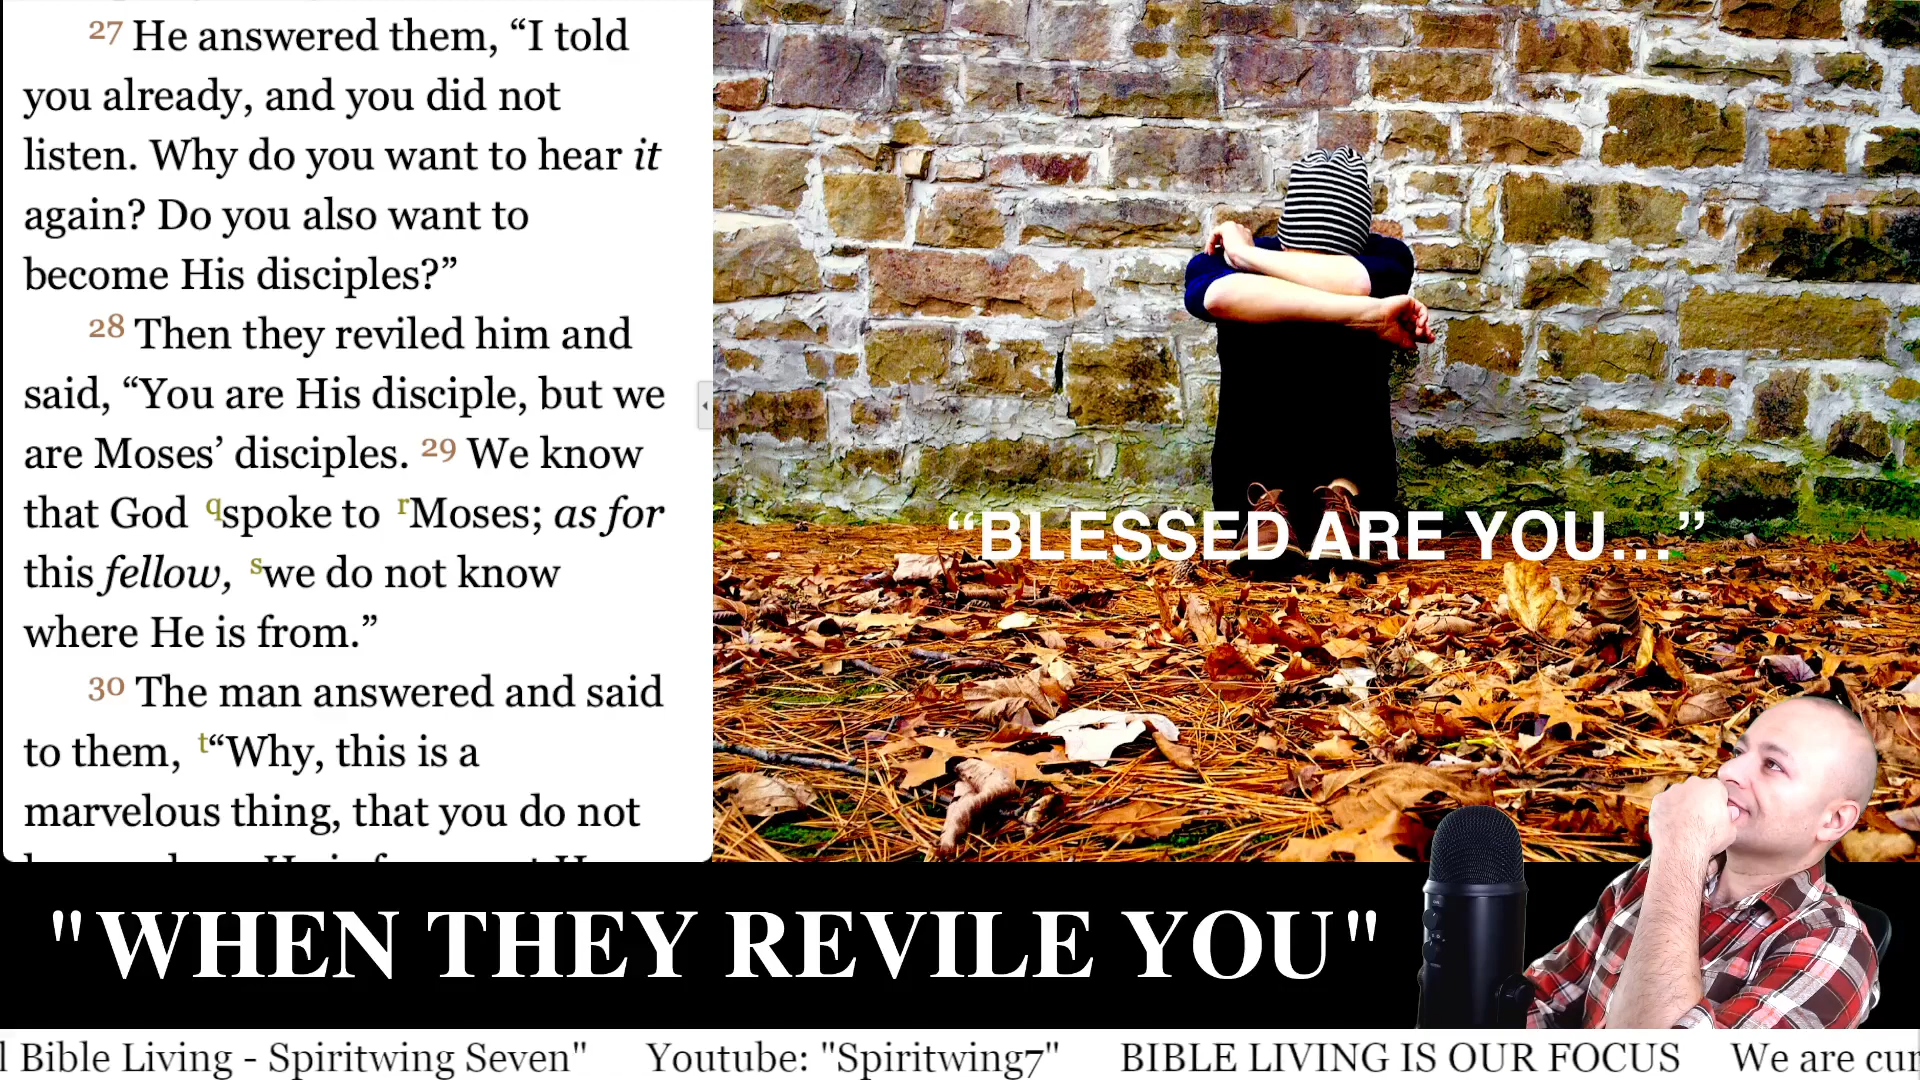 27 He answered them, “I told
you already, and you did not
listen. Why do you want to hear it
again? Do you also want to
become His disciples?”
28 Then they reviled him and
said, “You are His disciple, but we
are Moses’ disciples. 29 We know
that God qspoke to rMoses; as for
this fellow, swe do not know
where He is from.”
30 The man answered and said
to them, t“Why, this is a
marvelous thing, that you do not
“BLESSED ARE YOU...”
"WHEN THEY REVILE YOU"
l Bible Living - Spiritwing Seven" Youtube: "Spiritwing7" BIBLE LIVING IS OUR FOCUS We are cur